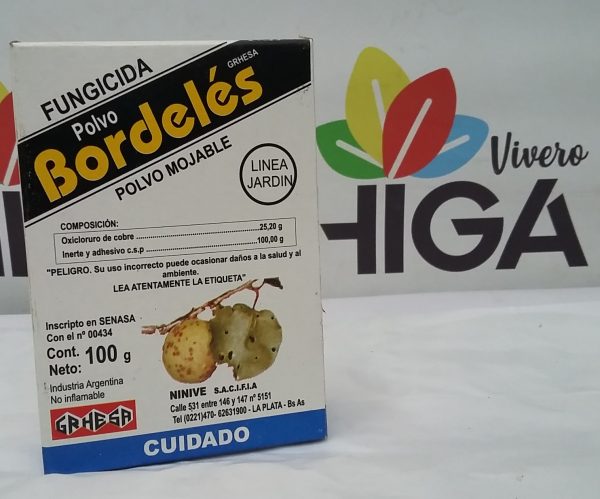 FUNGICIDA
GRHESA
Polvo
Bordelés
POLVO MOJABLE
LINEA
JARDIN
COMPOSICIÓN:
Oxicloruro de cobre ......................................25,20 g
Inerte y adhesivo c.s.p ..................................100,00 g
"PELIGRO. Su uso incorrecto puede ocasionar daños a la salud y al
ambiente.
LEA ATENTAMENTE LA ETIQUETA"
Inscripto en SENASA
Con el nº 00434
Cont. 100 g
Neto:
Industria Argentina
No inflamable
GRHESA
NINIVE S.A.C.I.F.I.A
Calle 531 entre 146 y 147 nº 5151
Tel (0221)470- 62631900 - LA PLATA - Bs As
CUIDADO
Vivero
HIGA